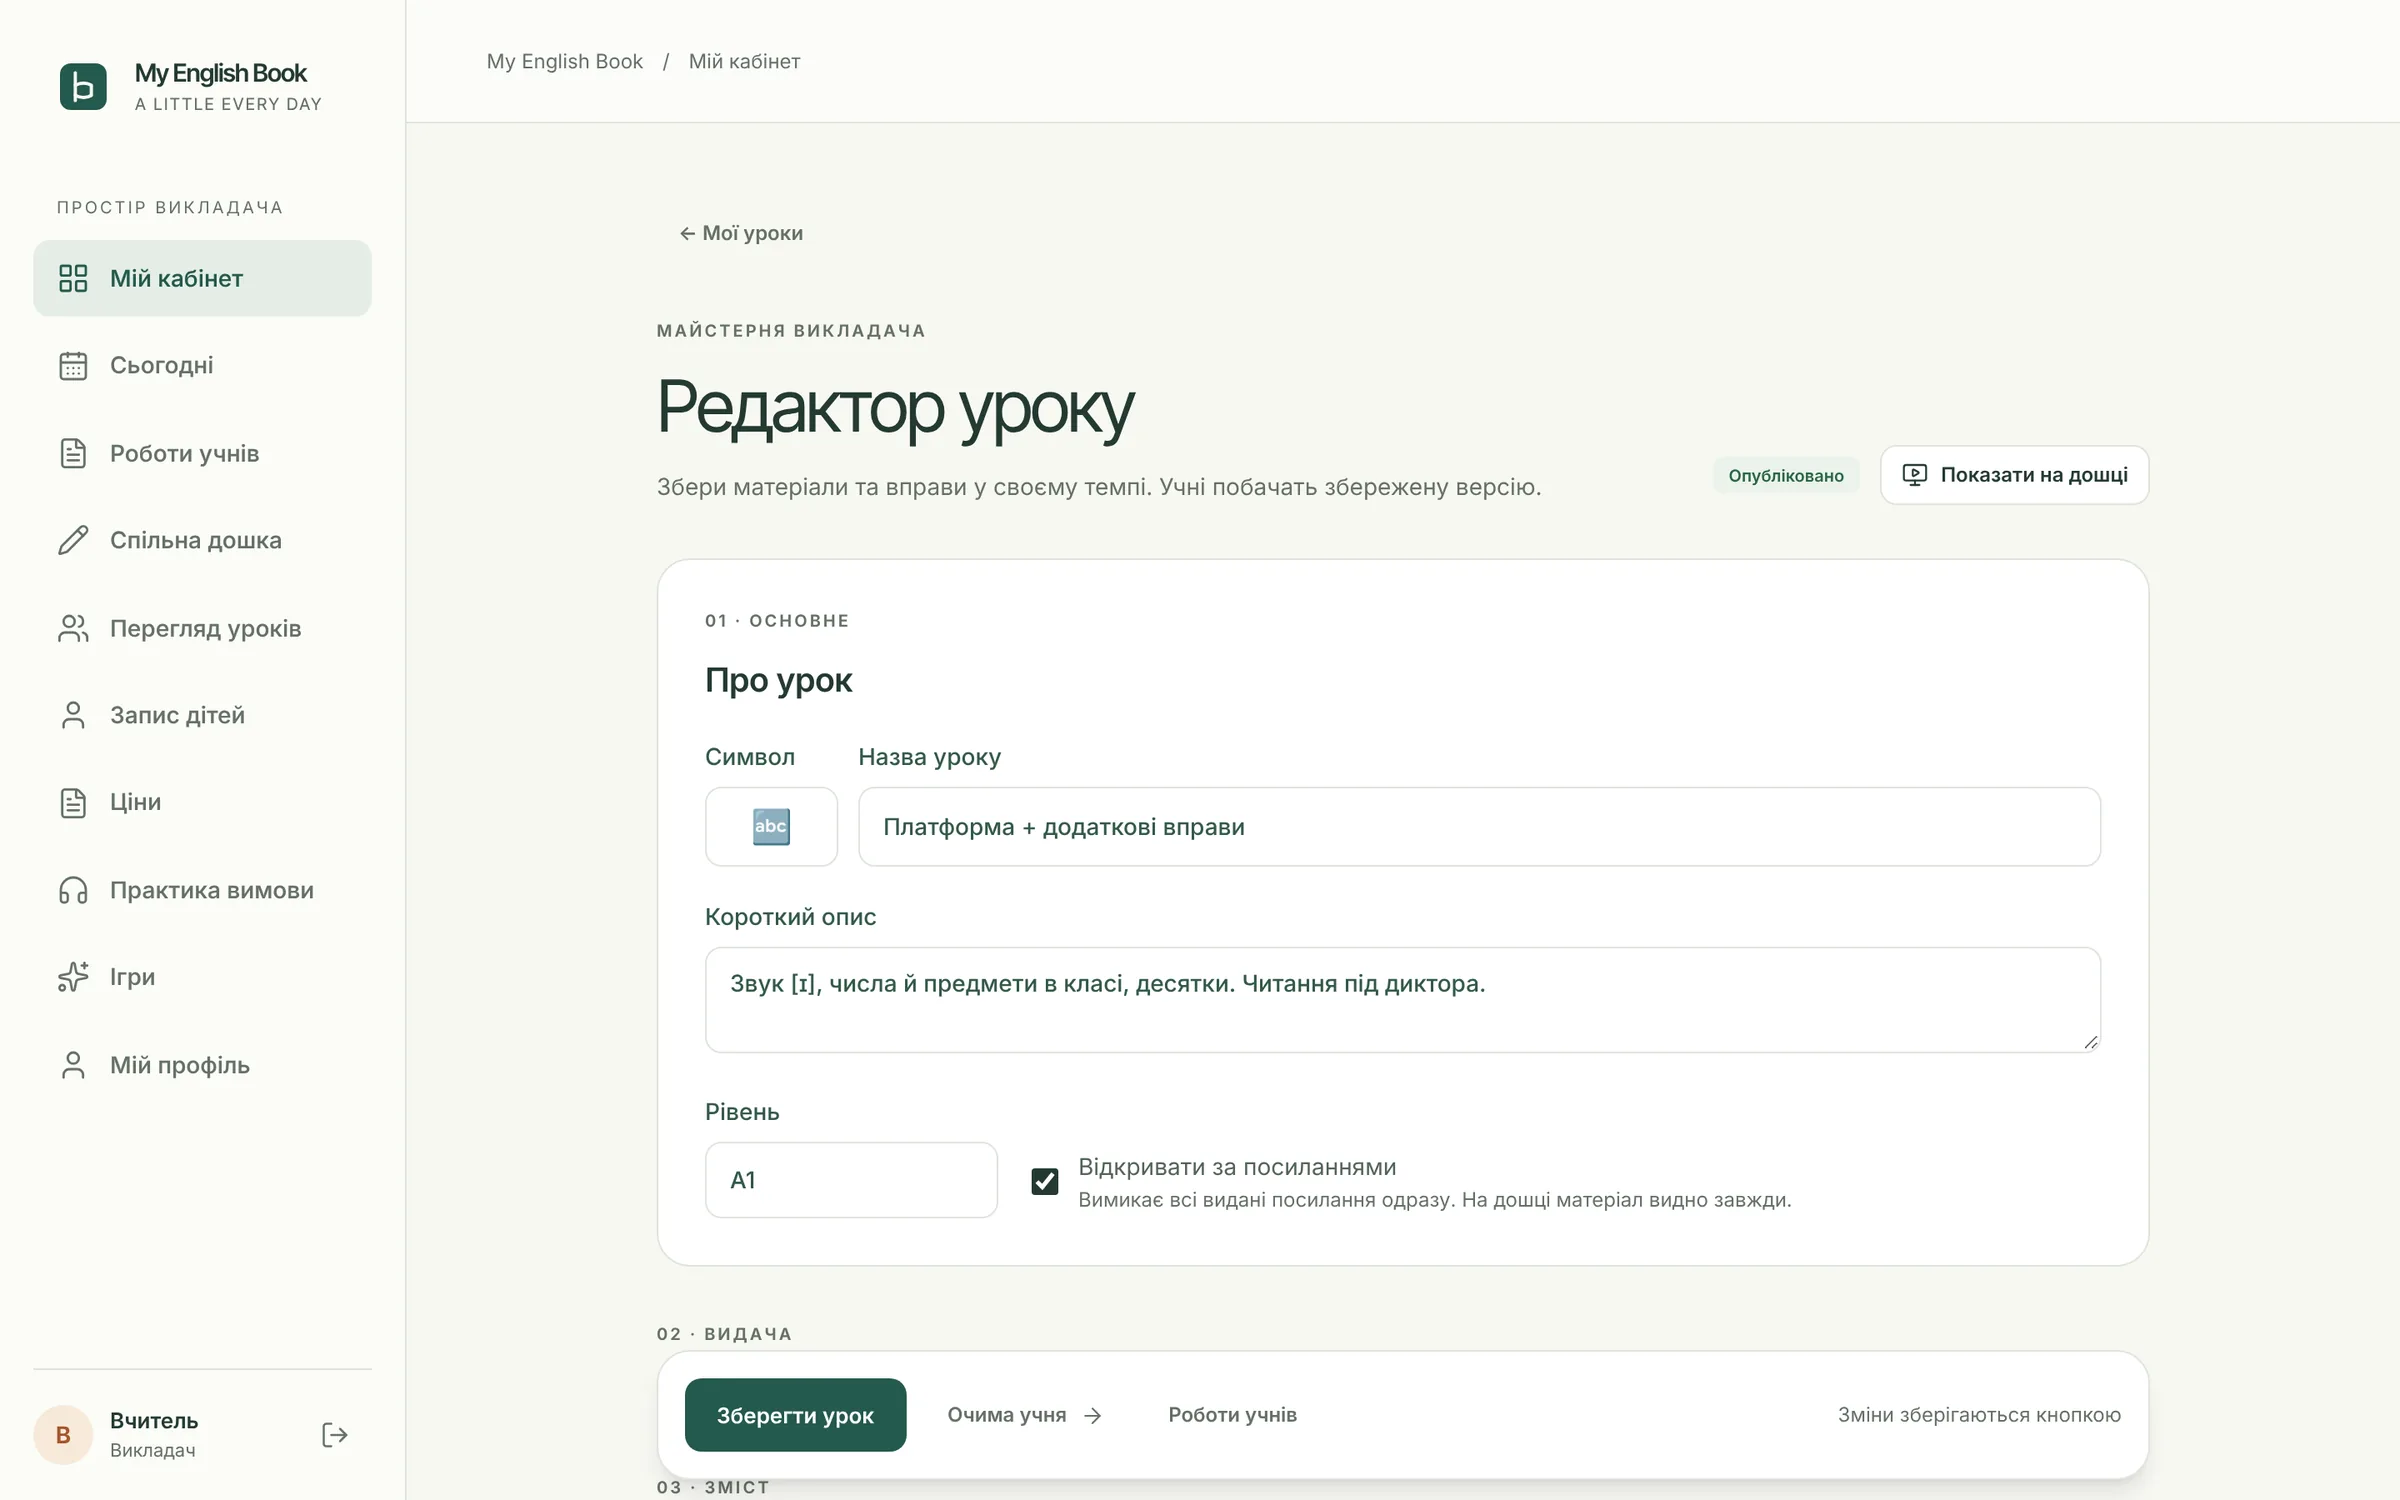 My English Book
A LITTLE EVERY DAY
ПРОСТІР ВИКЛАДАЧА
Мій кабінет
Сьогодні
Роботи учнів
Спільна дошка
Перегляд уроків
Запис дітей
Ціни
Практика вимови
Ігри
Мій профіль
В
Вчитель
Викладач
My English Book / Мій кабінет
← Мої уроки
МАЙСТЕРНЯ ВИКЛАДАЧА
Редактор уроку
Збери матеріали та вправи у своєму темпі. Учні побачать збережену версію.
Опубліковано
Показати на дошці
01 · ОСНОВНЕ
Про урок
Символ
Назва уроку
abc
Платформа + додаткові вправи
Короткий опис
Звук [ɪ], числа й предмети в класі, десятки. Читання під диктора.
Рівень
A1
Відкривати за посиланнями
Вимикає всі видані посилання одразу. На дошці матеріал видно завжди.
02 · ВИДАЧА
Зберегти урок
Очима учня →
Роботи учнів
Зміни зберігаються кнопкою
03 · ЗМІСТ